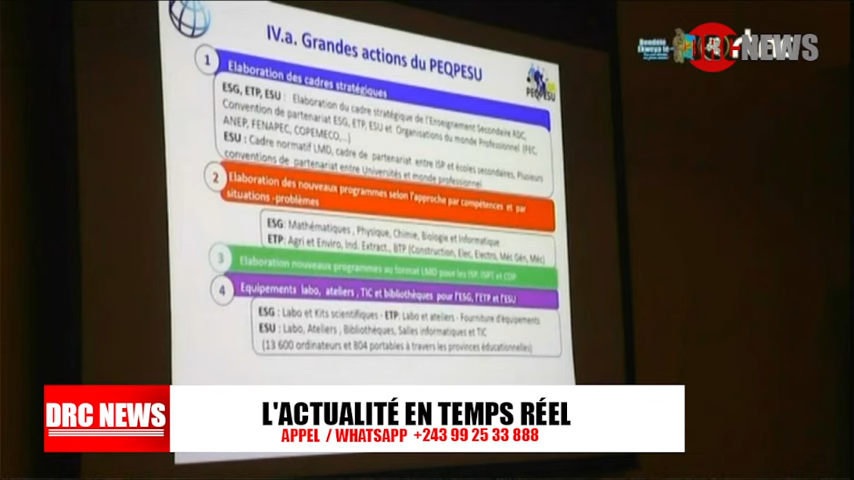 IV.a. Grandes actions du PEQPESU
PEQPESU
NEWS
1
Elaboration des cadres stratégiques
ESG, ETP, ESU : Elaboration du cadre stratégique de l'Enseignement Secondaire RDC,
Convention de partenariat ESG, ETP, ESU et Organisations du monde Professionnel (FEC,
ANEP, FENAPEC, COPEMECO,...)
ESU : Cadre normatif LMD, cadre de partenariat entre ISP et écoles secondaires, Plusieurs
conventions de partenariat entre Universités et monde professionnel
2
Elaboration des nouveaux programmes selon l'approche par compétences et par
situations -problèmes
ESG: Mathématiques , Physique, Chimie, Biologie et Informatique
ETP: Agri et Enviro, Ind. Extract., BTP (Construction, Elec, Electro, Méc Gén, Méc)
3
Elaboration nouveaux programmes au format LMD pour les ISP, ISPT et
4
Equipements labo, ateliers , TIC et bibliothèques pour l'ESG, l'ETP et l'ESU
ESG : Labo et Kits scientifiques - ETP: Labo et ateliers - Fourniture d'équipements
ESU : Labo, Ateliers , Bibliothèques, Salles informatiques et TIC
(13 600 ordinateurs et 804 portables à travers les provinces éducationnelles)
DRC NEWS
L'ACTUALITÉ EN TEMPS RÉEL
APPEL / WHATSAPP +243 99 25 33 888